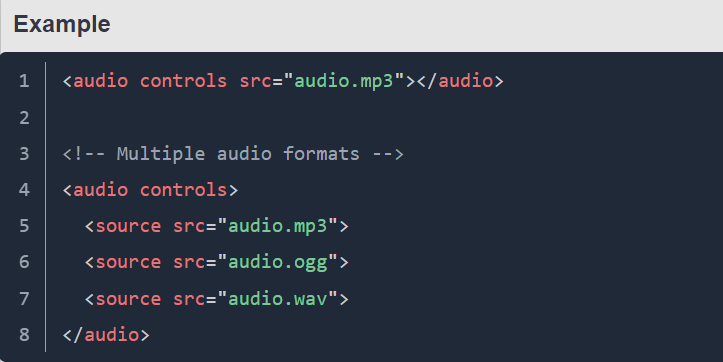 Example
1 <audio controls src="audio.mp3"></audio>
2
3 <!-- Multiple audio formats -->
4 <audio controls>
5   <source src="audio.mp3">
6   <source src="audio.ogg">
7   <source src="audio.wav">
8 </audio>